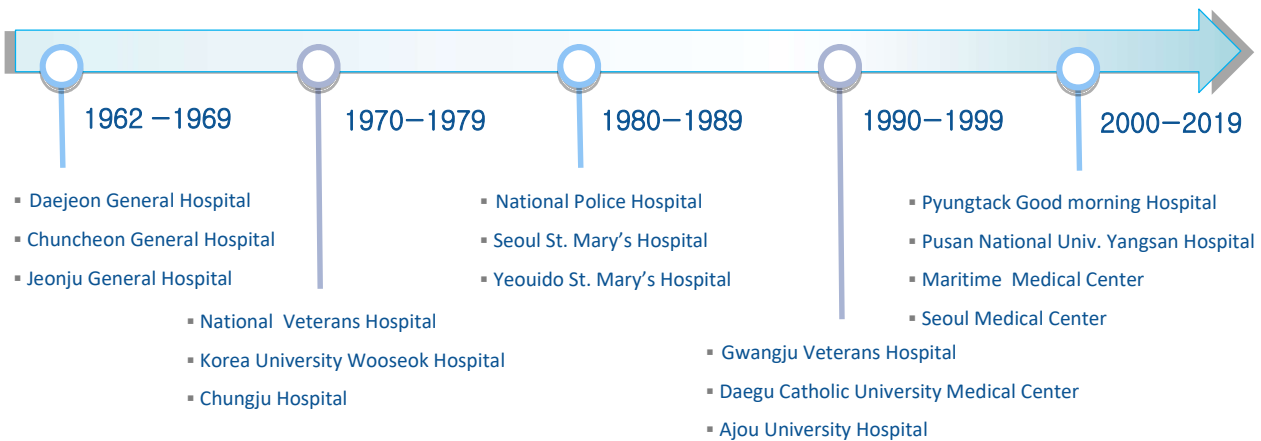 1962 –1969
▪ Daejeon General Hospital
▪ Chuncheon General Hospital
▪ Jeonju General Hospital
1970–1979
▪ National  Veterans Hospital
▪ Korea University Wooseok Hospital
▪ Chungju Hospital
1980–1989
▪ National Police Hospital
▪ Seoul St. Mary’s Hospital
▪ Yeouido St. Mary’s Hospital
1990–1999
▪ Gwangju Veterans Hospital
▪ Daegu Catholic University Medical Center
▪ Ajou University Hospital
2000–2019
▪ Pyungtack Good morning Hospital
▪ Pusan National Univ. Yangsan Hospital
▪ Maritime  Medical Center
▪ Seoul Medical Center